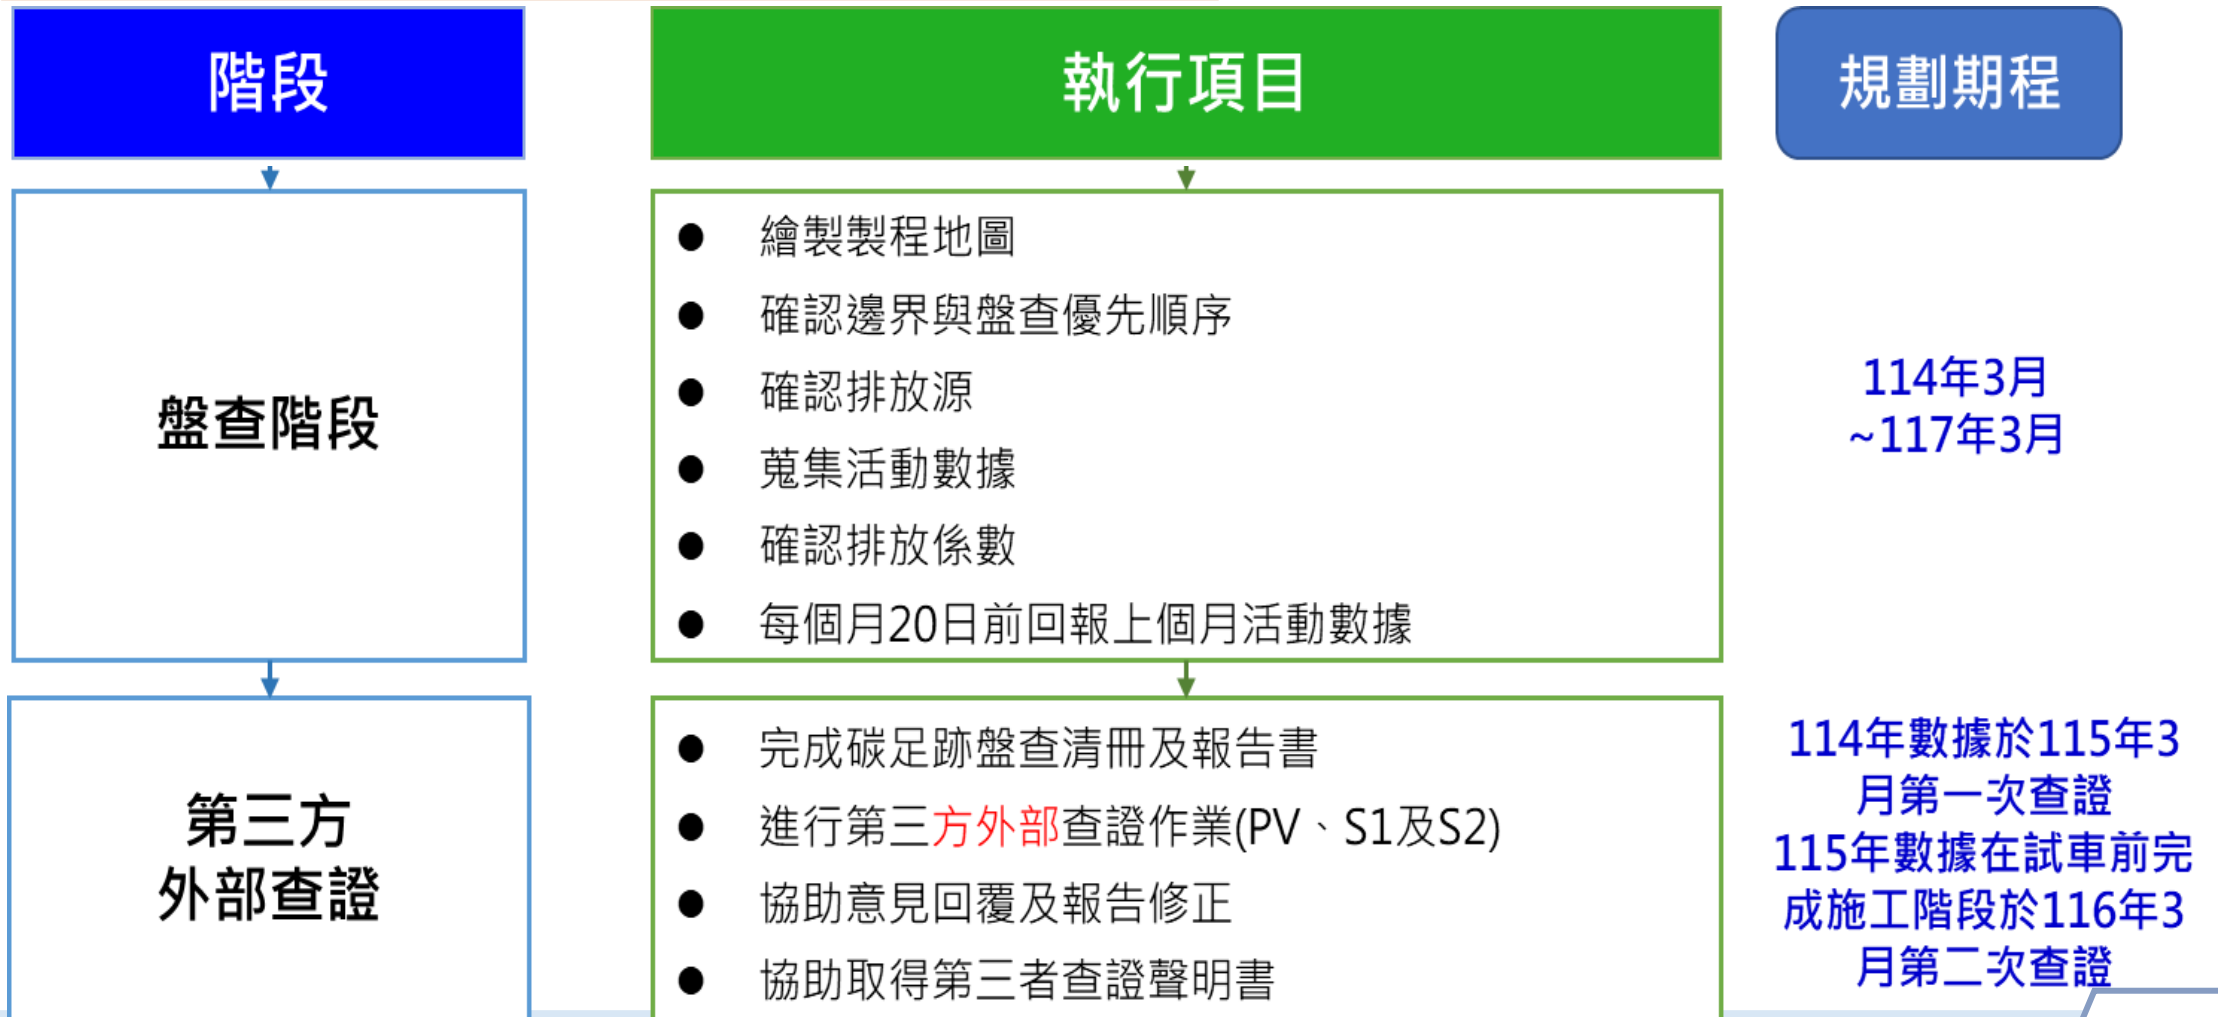 階段
執行項目
規劃期程
盤查階段
● 繪製製程地圖
● 確認邊界與盤查優先順序
● 確認排放源
● 蒐集活動數據
● 確認排放係數
● 每個月20日前回報上個月活動數據
114年3月
~117年3月
第三方
外部查證
● 完成碳足跡盤查清冊及報告書
● 進行第三方外部查證作業(PV、S1及S2)
● 協助意見回覆及報告修正
● 協助取得第三者查證聲明書
114年數據於115年3
月第一次查證
115年數據在試車前完
成施工階段於116年3
月第二次查證